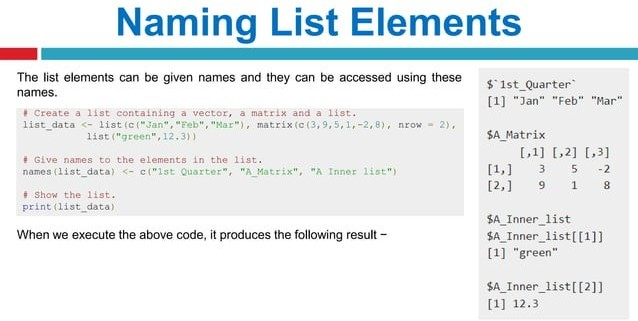 Naming List Elements
The list elements can be given names and they can be accessed using these
names.
# Create a list containing a vector, a matrix and a list.
list_data <- list(c("Jan","Feb","Mar"), matrix(c(3,9,5,1,-2,8), nrow = 2),
list("green",12.3))
# Give names to the elements in the list.
names(list_data) <- c("1st Quarter", "A_Matrix", "A Inner list")
# Show the list.
print(list_data)
When we execute the above code, it produces the following result −
$`1st_Quarter`
[1] "Jan" "Feb" "Mar"
$A_Matrix
[,1] [,2] [,3]
[1,] 3 5 -2
[2,] 9 1 8
$A_Inner_list
$A_Inner_list[[1]]
[1] "green"
$A_Inner_list[[2]]
[1] 12.3